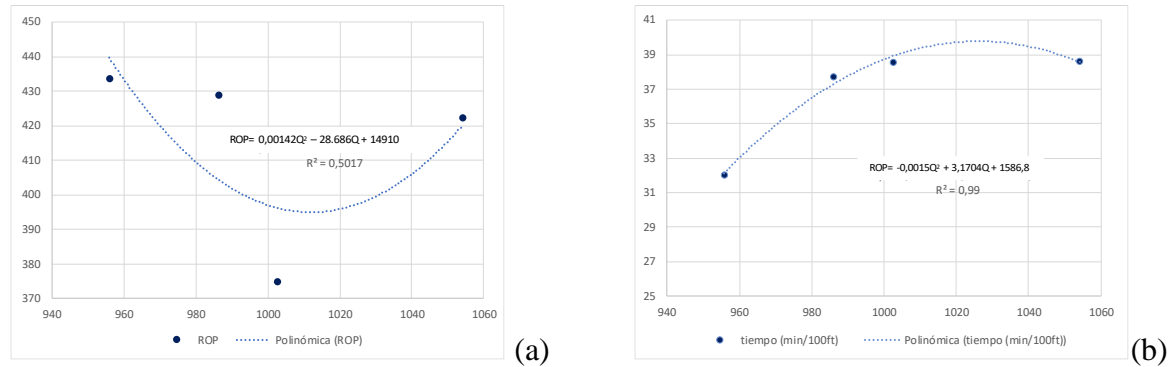 450
440
430
420
410
400
390
380
370
940 960 980 1000 1020 1040 1060
ROP= 0,00142Q² – 28.686Q + 14910
R² = 0,5017
ROP Polinómica (ROP)
(a)
41
39
37
35
33
31
29
27
25
940 960 980 1000 1020 1040 1060
ROP= -0,0015Q² + 3,1704Q + 1586,8
R² = 0,99
tiempo (min/100ft) Polinómica (tiempo (min/100ft))
(b)